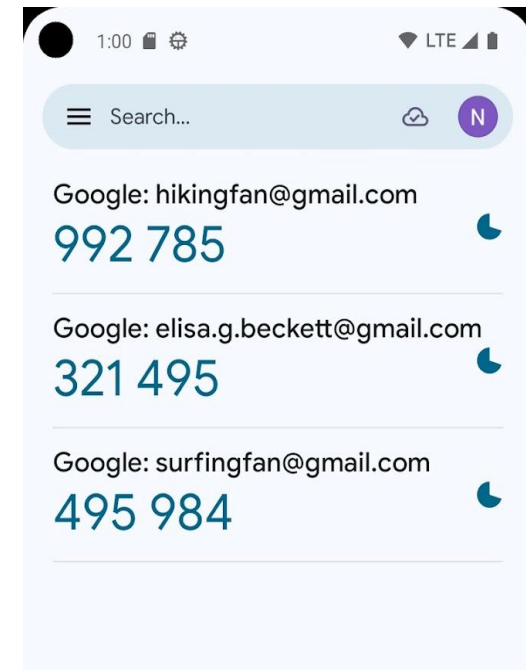 1:00
LTE
Search...
N
Google: hikingfan@gmail.com
992 785
Google: elisa.g.beckett@gmail.com
321 495
Google: surfingfan@gmail.com
495 984